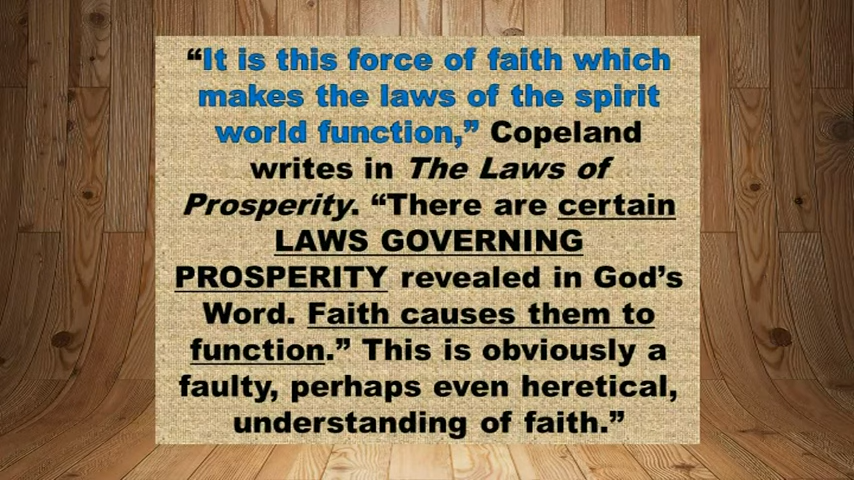 “It is this force of faith which
makes the laws of the spirit
world function,” Copeland
writes in The Laws of
Prosperity. “There are certain
LAWS GOVERNING
PROSPERITY revealed in God’s
Word. Faith causes them to
function.” This is obviously a
faulty, perhaps even heretical,
understanding of faith.”